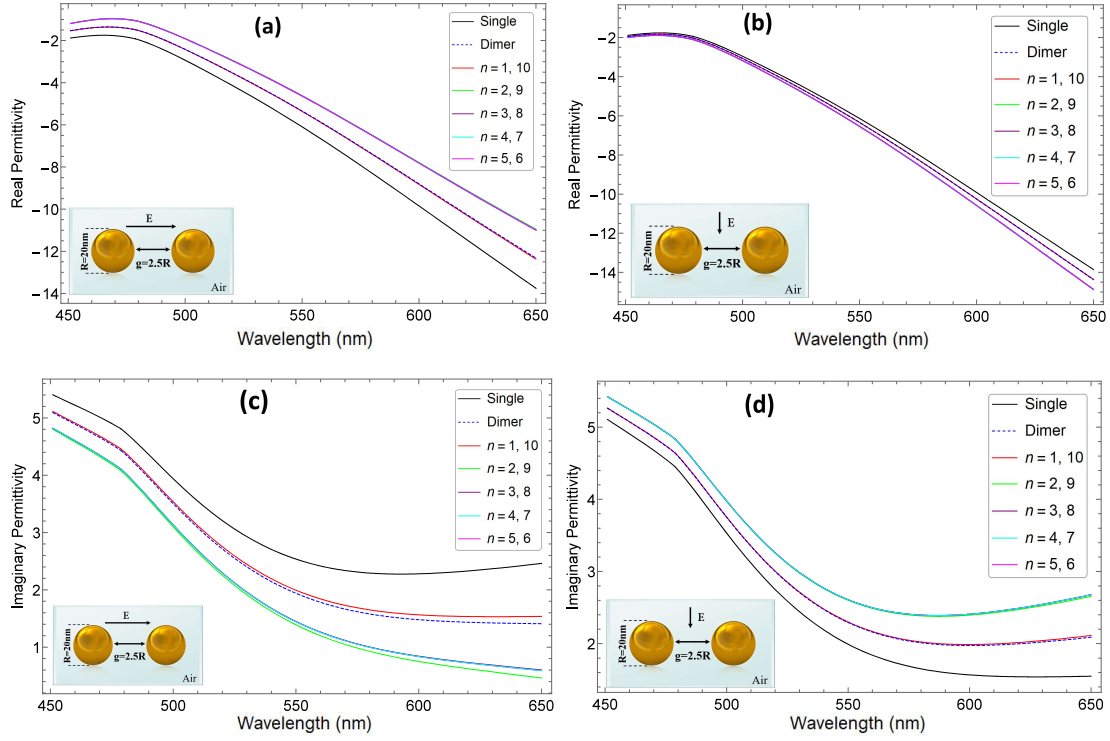 (a)
Real Permittivity
−2
−4
−6
−8
−10
−12
−14
450
500
550
600
650
Wavelength (nm)
Single
Dimer
n = 1, 10
n = 2, 9
n = 3, 8
n = 4, 7
n = 5, 6
E
R=20nm
g=2.5R
Air
(b)
Real Permittivity
−2
−4
−6
−8
−10
−12
−14
450
500
550
600
650
Wavelength (nm)
Single
Dimer
n = 1, 10
n = 2, 9
n = 3, 8
n = 4, 7
n = 5, 6
E
R=20nm
g=2.5R
Air
(c)
Imaginary Permittivity
5
4
3
2
1
450
500
550
600
650
Wavelength (nm)
Single
Dimer
n = 1, 10
n = 2, 9
n = 3, 8
n = 4, 7
n = 5, 6
E
R=20nm
g=2.5R
Air
(d)
Imaginary Permittivity
5
4
3
2
1
450
500
550
600
650
Wavelength (nm)
Single
Dimer
n = 1, 10
n = 2, 9
n = 3, 8
n = 4, 7
n = 5, 6
E
R=20nm
g=2.5R
Air